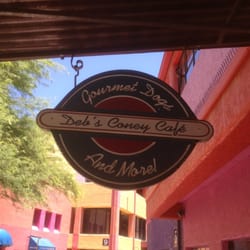 Gourmet Dogs
Deb's Coney Café
And More!